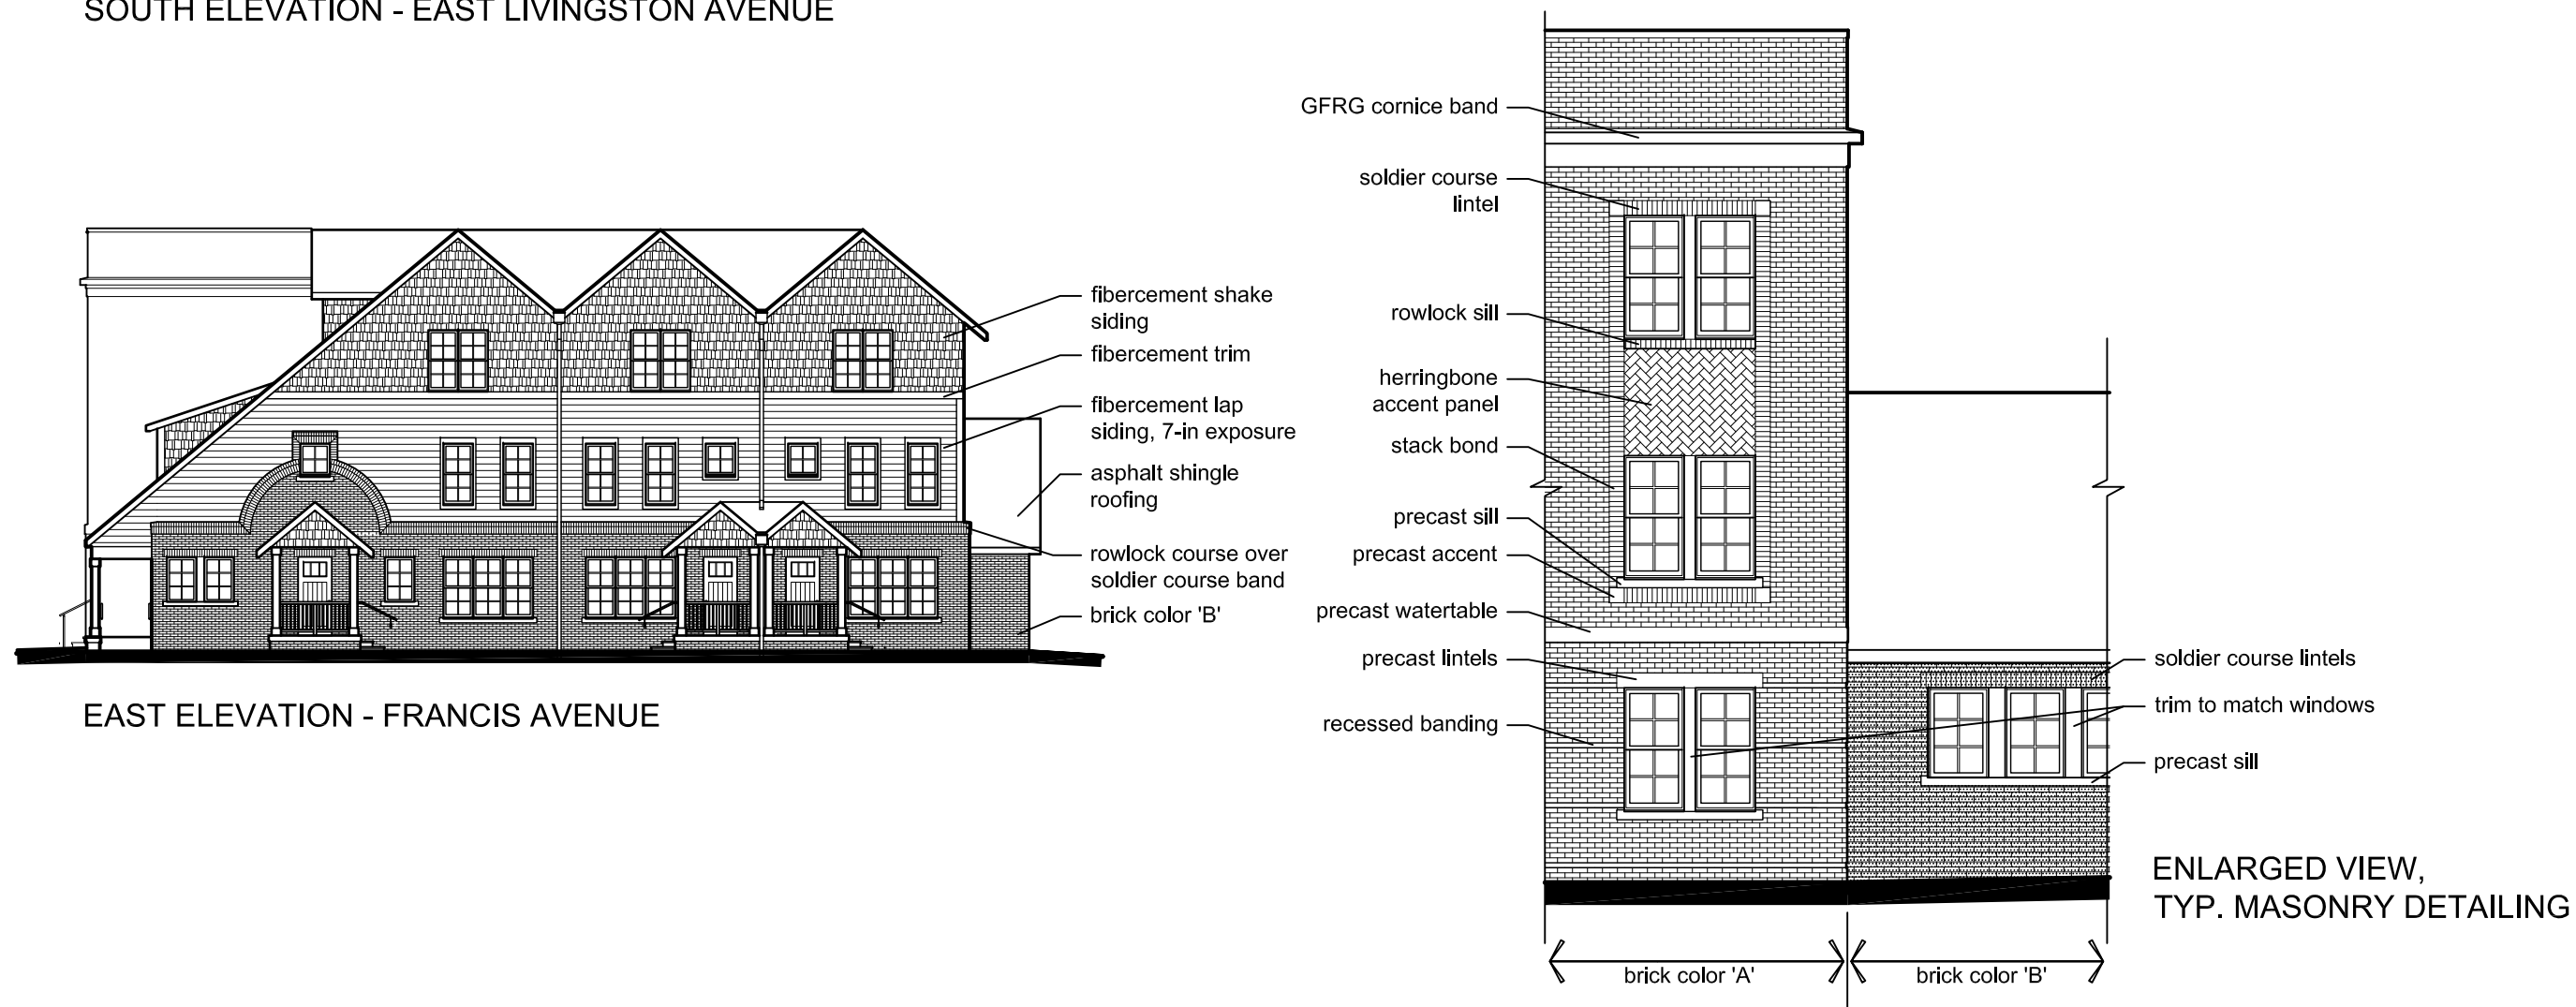 SOUTH ELEVATION - EAST LIVINGSTON AVENUE
fibercement shake
siding
fibercement trim
fibercement lap
siding, 7-in exposure
asphalt shingle
roofing
rowlock course over
soldier course band
brick color 'B'
EAST ELEVATION - FRANCIS AVENUE
GFRG cornice band
soldier course
lintel
rowlock sill
herringbone
accent panel
stack bond
precast sill
precast accent
precast watertable
precast lintels
recessed banding
soldier course lintels
trim to match windows
precast sill
ENLARGED VIEW,
TYP. MASONRY DETAILING
brick color 'A'
brick color 'B'